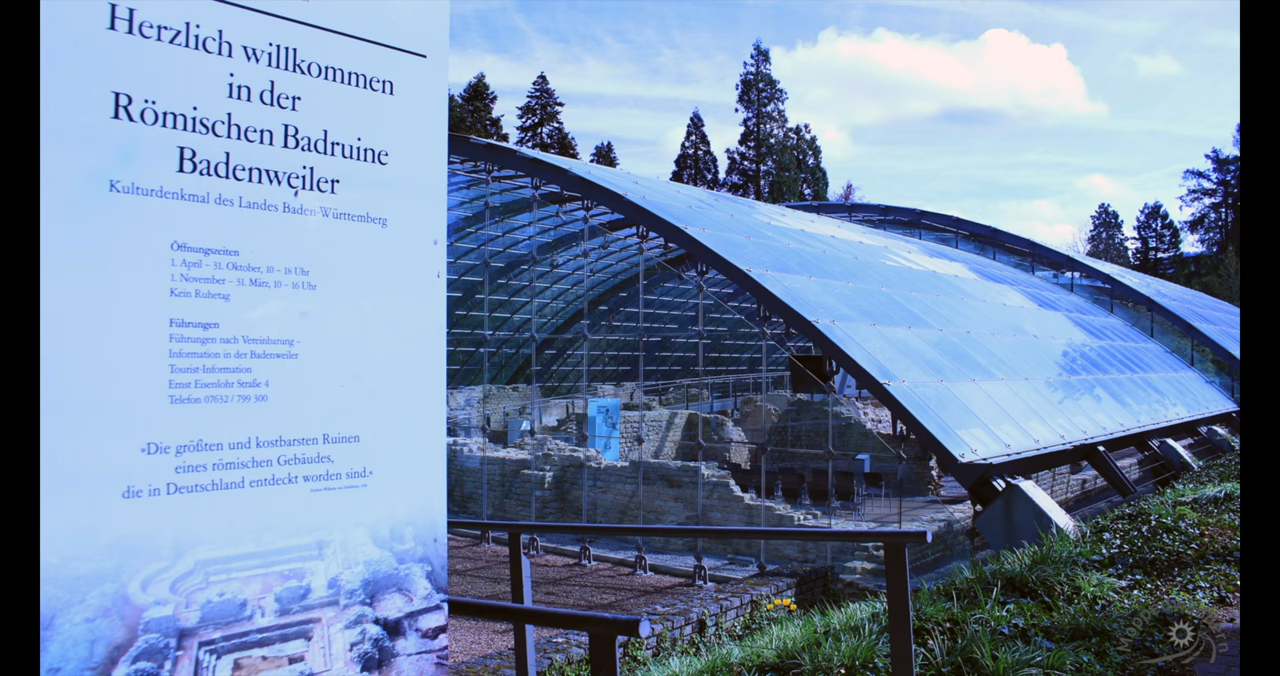 Herzlich willkommen
in der
Römischen Badruine
Badenweiler
Kulturdenkmal des Landes Baden-Württemberg
Öffnungszeiten
1. April – 31. Oktober, 10 – 18 Uhr
1. November – 31. März, 10 – 16 Uhr
Kein Ruhetag
Führungen
Führungen nach Vereinbarung –
Information in der Badenweiler
Tourist-Information
Ernst Eisenlohr Straße 4
Telefon 07632 / 799 300
»Die größten und kostbarsten Ruinen
eines römischen Gebäudes,
die in Deutschland entdeckt worden sind.«